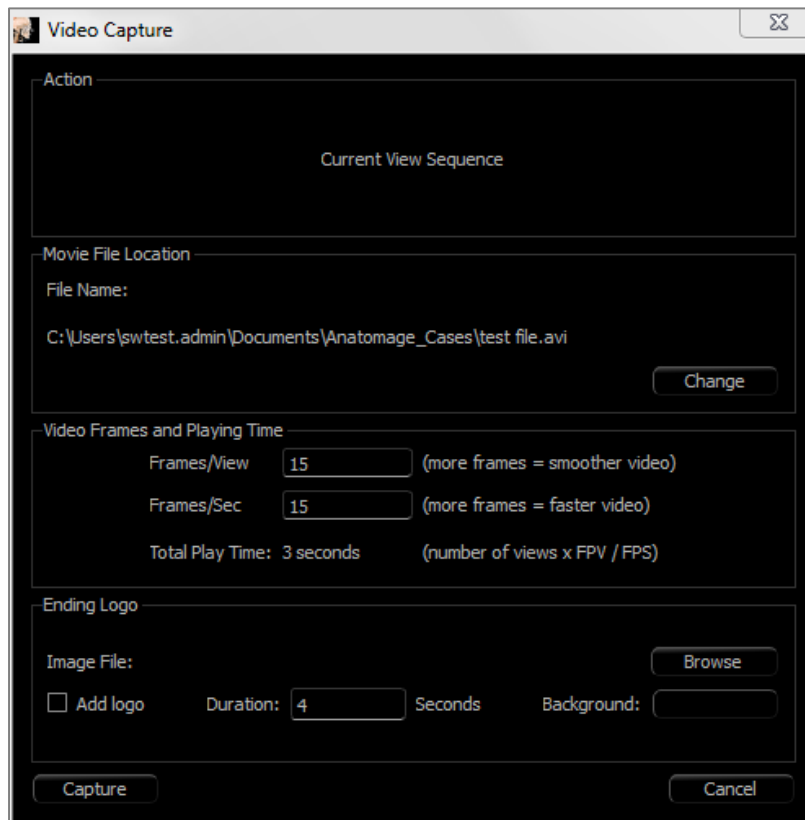 Video Capture
Action
Current View Sequence
Movie File Location
File Name:
C:\Users\swtest.admin\Documents\Anatomage_Cases\test file.avi
Change
Video Frames and Playing Time
Frames/View 15 (more frames = smoother video)
Frames/Sec 15 (more frames = faster video)
Total Play Time: 3 seconds (number of views x FPV / FPS)
Ending Logo
Image File: Browse
Add logo Duration: 4 Seconds Background:
Capture Cancel